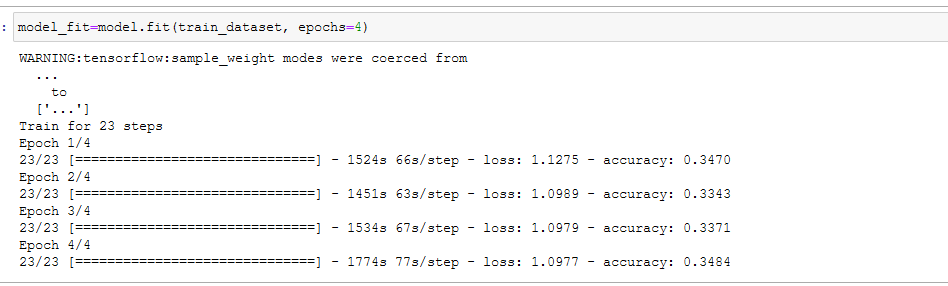 : model_fit=model.fit(train_dataset, epochs=4)
WARNING:tensorflow:sample_weight modes were coerced from
...
to
['...']
Train for 23 steps
Epoch 1/4
23/23 [==============================] - 1524s 66s/step - loss: 1.1275 - accuracy: 0.3470
Epoch 2/4
23/23 [==============================] - 1451s 63s/step - loss: 1.0989 - accuracy: 0.3343
Epoch 3/4
23/23 [==============================] - 1534s 67s/step - loss: 1.0979 - accuracy: 0.3371
Epoch 4/4
23/23 [==============================] - 1774s 77s/step - loss: 1.0977 - accuracy: 0.3484